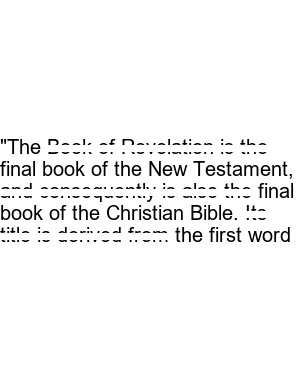 "The Book of Revelation is the
final book of the New Testament,
and consequently is also the final
book of the Christian Bible. Its
title is derived from the first word